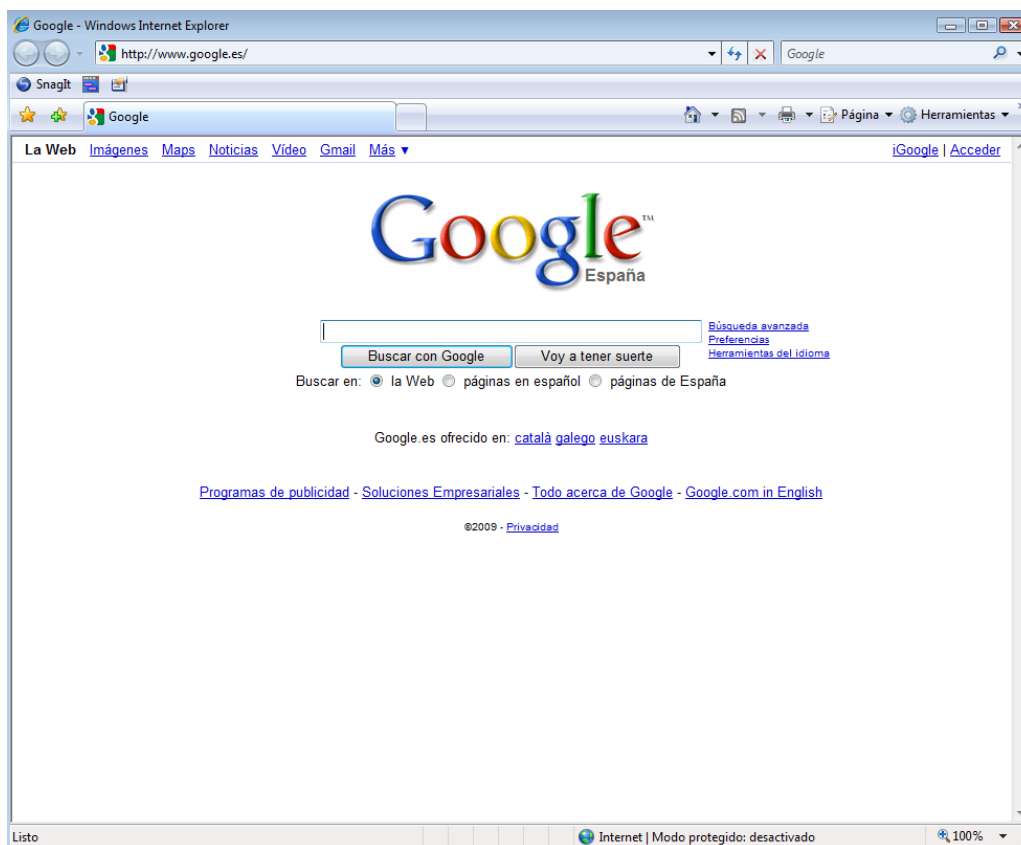 Google - Windows Internet Explorer
http://www.google.es/ Google
SnagIt
Google Página Herramientas
La Web Imágenes Maps Noticias Vídeo Gmail Más ▼ iGoogle | Acceder
Google™
España
Búsqueda avanzada
Preferencias
Herramientas del idioma
Buscar con Google Voy a tener suerte
Buscar en: la Web páginas en español páginas de España
Google.es ofrecido en: català galego euskara
Programas de publicidad - Soluciones Empresariales - Todo acerca de Google - Google.com in English
©2009 - Privacidad
Listo Internet | Modo protegido: desactivado 100%